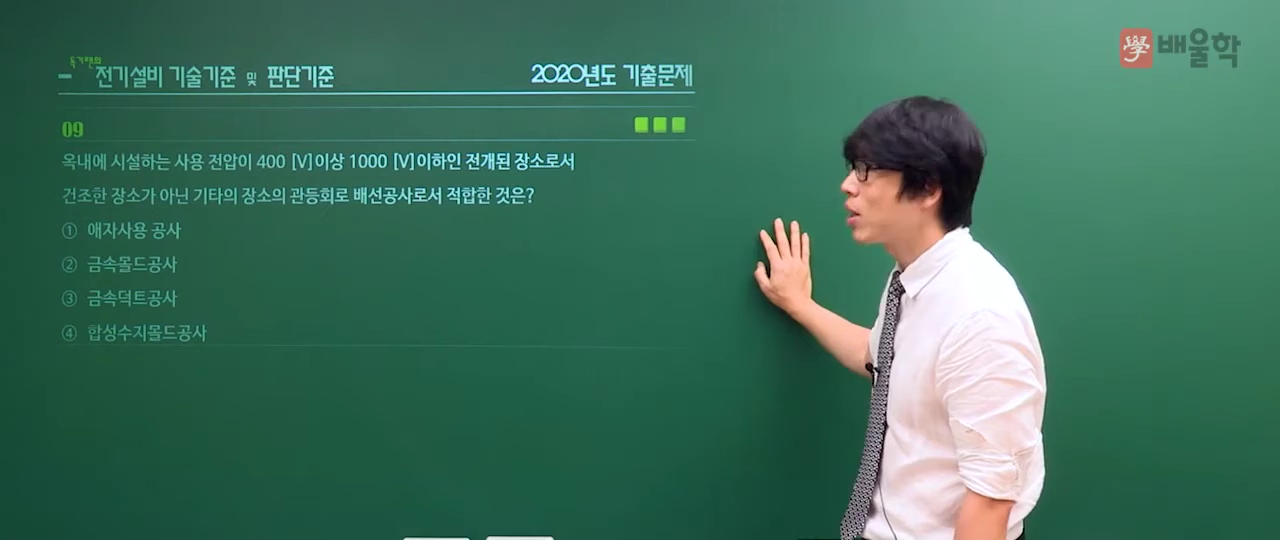 學 배울학
독기팬의
전기설비 기술기준 및 판단기준 2020년도 기출문제
09
옥내에 시설하는 사용 전압이 400 [V]이상 1000 [V]이하인 전개된 장소로서
건조한 장소가 아닌 기타의 장소의 관등회로 배선공사로서 적합한 것은?
① 애자사용 공사
② 금속몰드공사
③ 금속덕트공사
④ 합성수지몰드공사